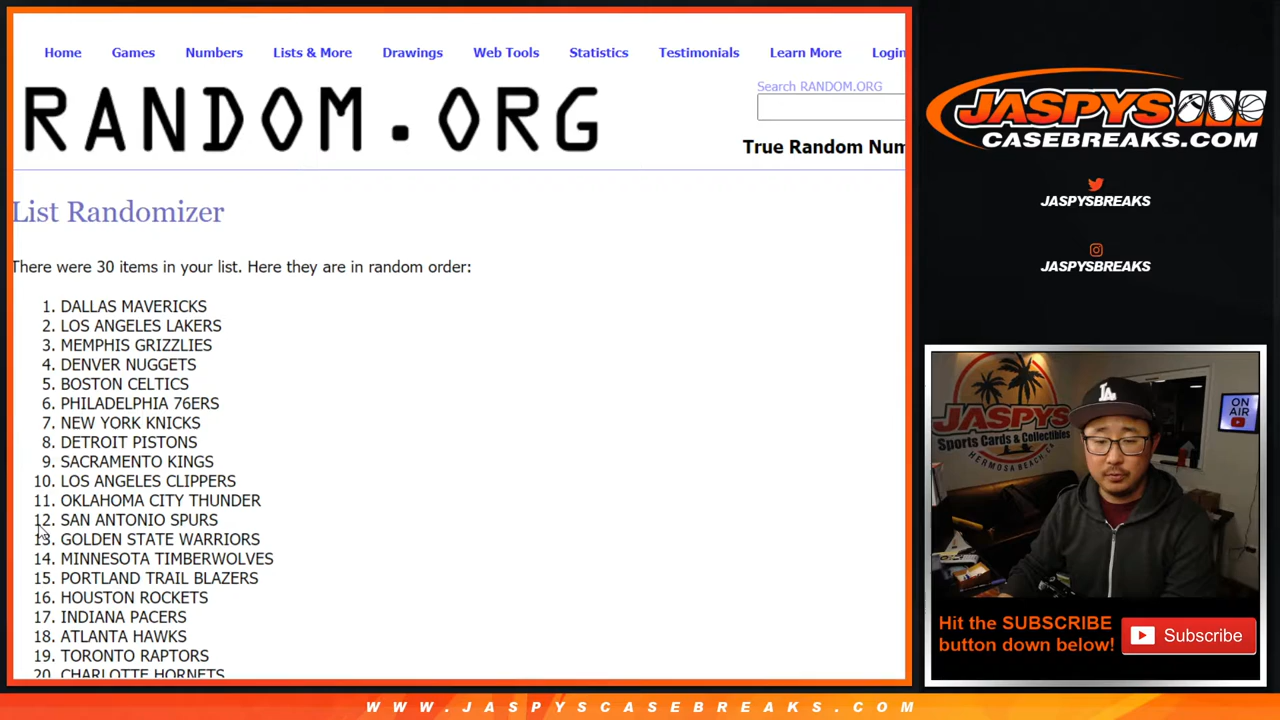 Home Games Numbers Lists & More Drawings Web Tools Statistics Testimonials Learn More Login
RANDOM.ORG
Search RANDOM.ORG
True Random Num
List Randomizer
There were 30 items in your list. Here they are in random order:
1. DALLAS MAVERICKS
2. LOS ANGELES LAKERS
3. MEMPHIS GRIZZLIES
4. DENVER NUGGETS
5. BOSTON CELTICS
6. PHILADELPHIA 76ERS
7. NEW YORK KNICKS
8. DETROIT PISTONS
9. SACRAMENTO KINGS
10. LOS ANGELES CLIPPERS
11. OKLAHOMA CITY THUNDER
12. SAN ANTONIO SPURS
13. GOLDEN STATE WARRIORS
14. MINNESOTA TIMBERWOLVES
15. PORTLAND TRAIL BLAZERS
16. HOUSTON ROCKETS
17. INDIANA PACERS
18. ATLANTA HAWKS
19. TORONTO RAPTORS
20. CHARLOTTE HORNETS
JASPYS
CASEBREAKS.COM
JASPYSBREAKS
JASPYSBREAKS
JASPYS
Sports Cards & Collectibles
HERMOSA BEACH, CA
LA
ON
AIR
Hit the SUBSCRIBE
button down below!
Subscribe
WWW.JASPYSCASEBREAKS.COM